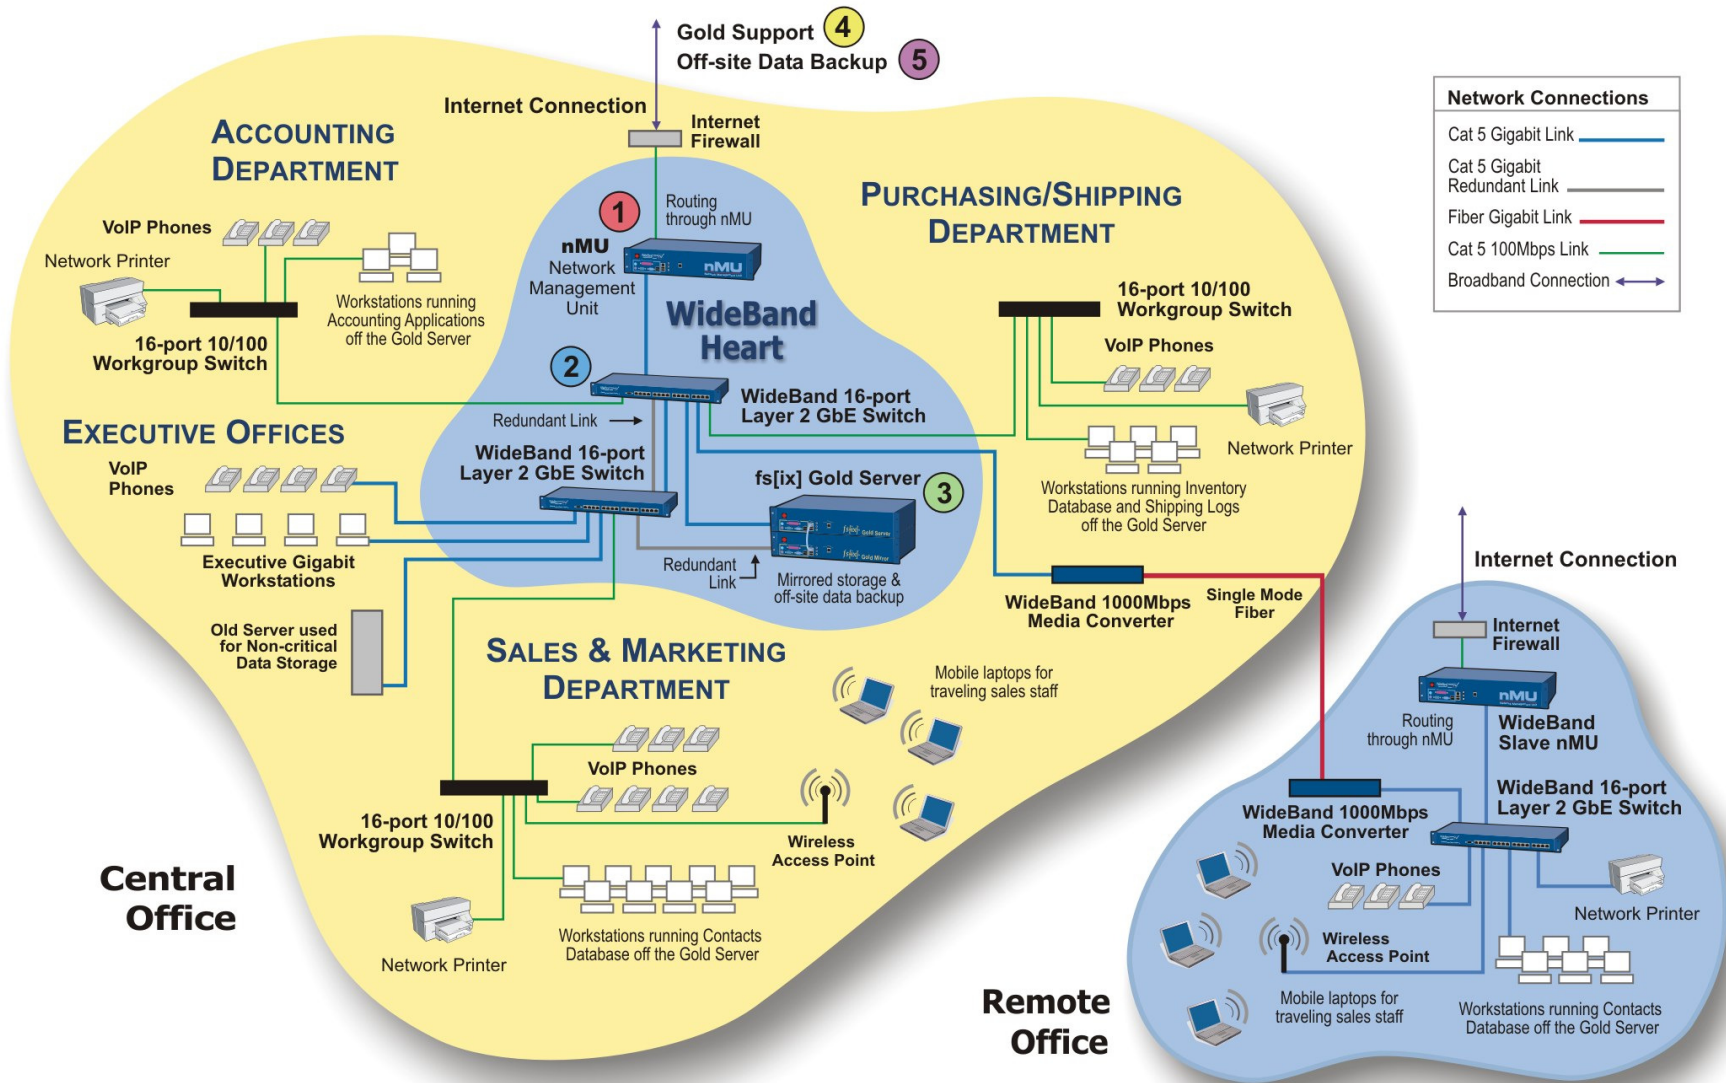 Gold Support 4
Off-site Data Backup 5
Internet Connection
Internet
Firewall
ACCOUNTING
DEPARTMENT
VoIP Phones
Network Printer
Workstations running
Accounting Applications
off the Gold Server
16-port 10/100
Workgroup Switch
1
Routing
through nMU
nMU
Network
Management
Unit
nMU
WideBand
Heart
2
WideBand 16-port
Layer 2 GbE Switch
Redundant Link
WideBand 16-port
Layer 2 GbE Switch
fs[ix] Gold Server
3
fs[ix] Gold Server
fs[ix] Gold Mirror
Redundant
Link
Mirrored storage &
off-site data backup
PURCHASING/SHIPPING
DEPARTMENT
16-port 10/100
Workgroup Switch
VoIP Phones
Network Printer
Workstations running Inventory
Database and Shipping Logs
off the Gold Server
EXECUTIVE OFFICES
VoIP
Phones
Executive Gigabit
Workstations
Old Server used
for Non-critical
Data Storage
WideBand 1000Mbps
Media Converter
Single Mode
Fiber
SALES & MARKETING
DEPARTMENT
Mobile laptops for
traveling sales staff
VoIP Phones
16-port 10/100
Workgroup Switch
Wireless
Access Point
Network Printer
Workstations running Contacts
Database off the Gold Server
Central
Office
Network Connections
Cat 5 Gigabit Link
Cat 5 Gigabit
Redundant Link
Fiber Gigabit Link
Cat 5 100Mbps Link
Broadband Connection
Internet Connection
Internet
Firewall
nMU
Routing
through nMU
WideBand
Slave nMU
WideBand 1000Mbps
Media Converter
WideBand 16-port
Layer 2 GbE Switch
VoIP Phones
Network Printer
Wireless
Access Point
Mobile laptops for
traveling sales staff
Workstations running Contacts
Database off the Gold Server
Remote
Office